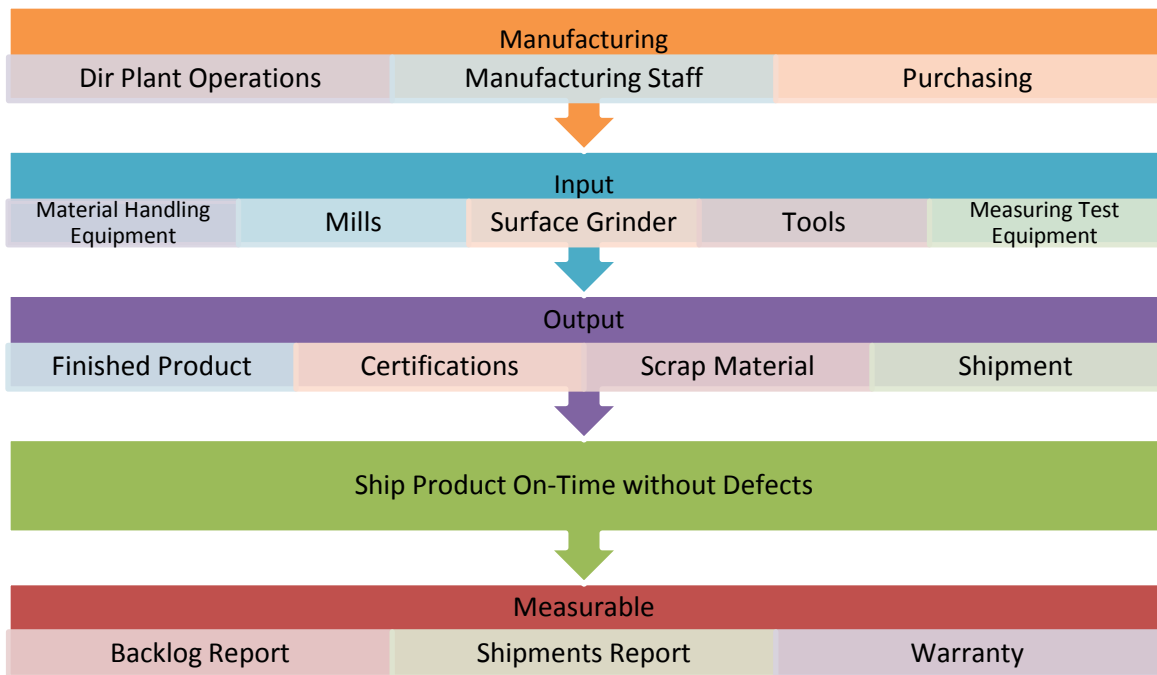 Manufacturing
Dir Plant Operations
Manufacturing Staff
Purchasing
Input
Material Handling
Equipment
Mills
Surface Grinder
Tools
Measuring Test
Equipment
Output
Finished Product
Certifications
Scrap Material
Shipment
Ship Product On-Time without Defects
Measurable
Backlog Report
Shipments Report
Warranty